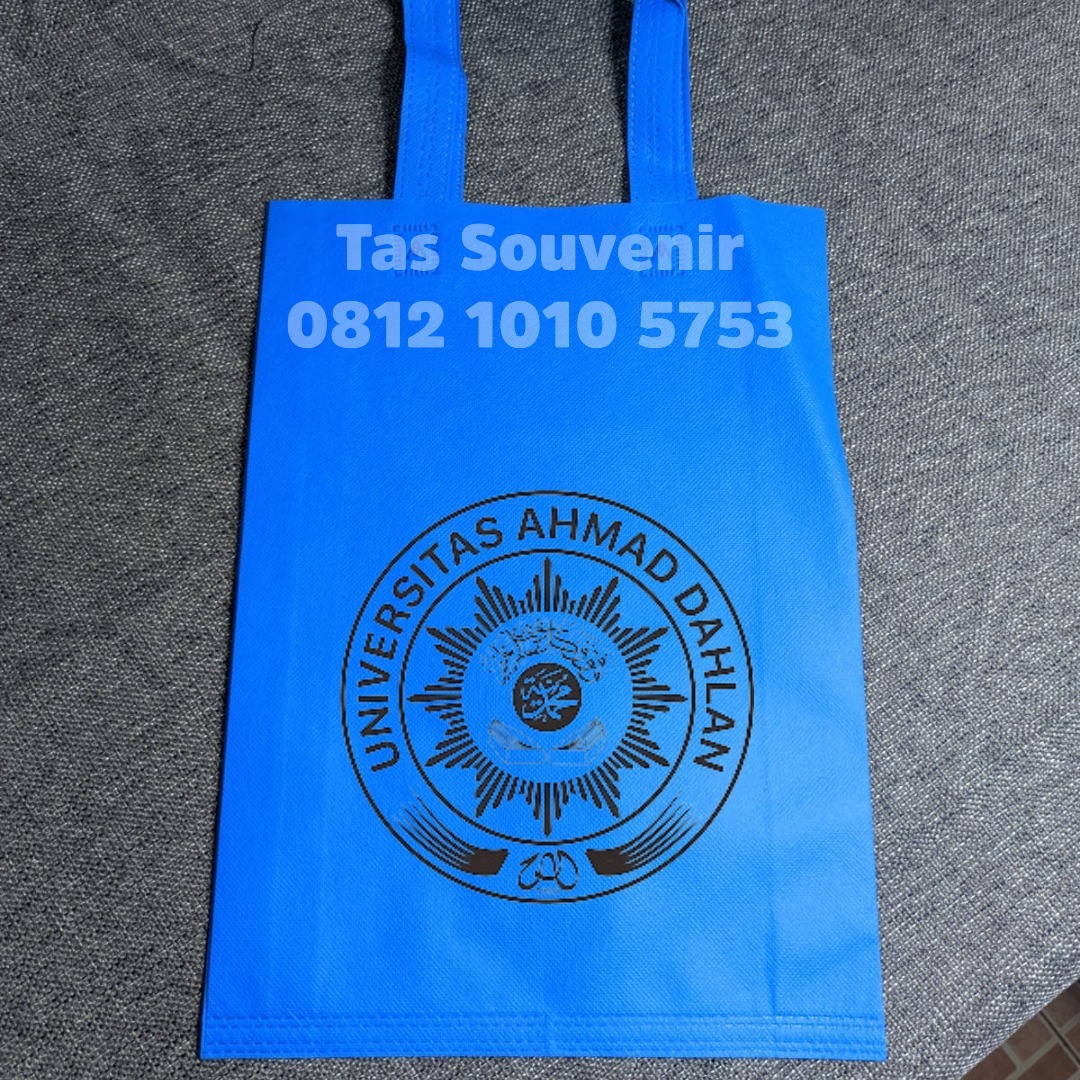 Tas Souvenir
0812 1010 5753
UNIVERSITAS AHMAD DAHLAN